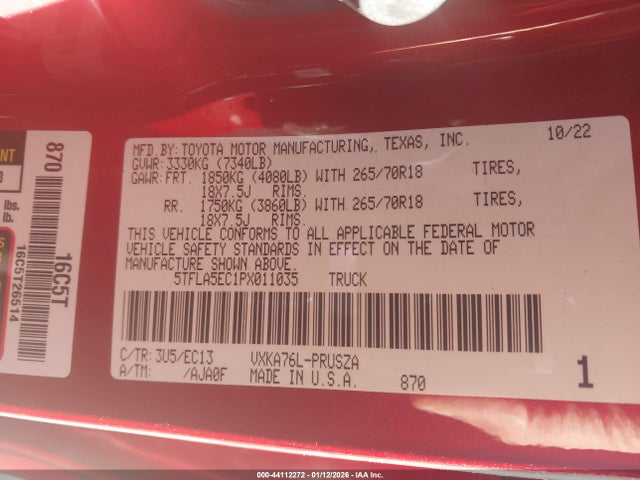 MFD. BY: TOYOTA MOTOR MANUFACTURING, TEXAS, INC. 10/22
GVWR: 3330KG (7340LB)
GAWR: FRT. 1850KG (4080LB) WITH 265/70R18 TIRES,
18X7.5J RIMS.
RR. 1750KG (3860LB) WITH 265/70R18 TIRES,
18X7.5J RIMS.
THIS VEHICLE CONFORMS TO ALL APPLICABLE FEDERAL MOTOR
VEHICLE SAFETY STANDARDS IN EFFECT ON THE DATE OF
MANUFACTURE SHOWN ABOVE.
5TFLA5EC1PX011035 TRUCK
C/TR: 3U5/EC13 VXKA76L-PRUSZA
A/TM: /AJA0F MADE IN U.S.A. 870 1
870
16C5T
16C5T26514
lbs.
lb.
000-44112272 - 01/12/2026 - IAA Inc.